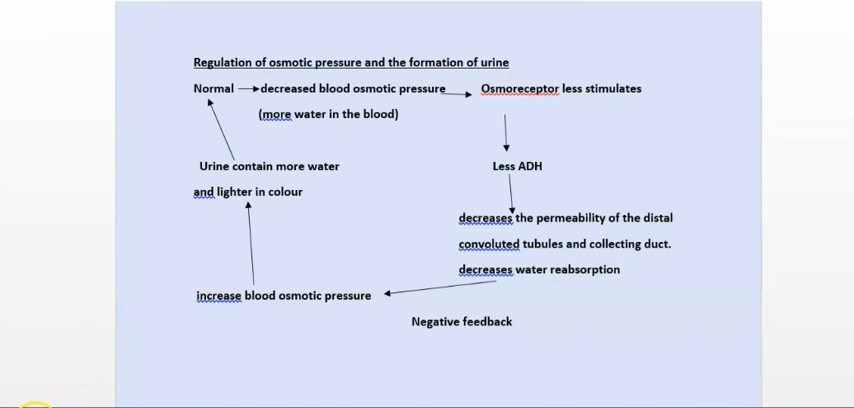 Regulation of osmotic pressure and the formation of urine
Normal decreased blood osmotic pressure Osmoreceptor less stimulates
(more water in the blood)
Urine contain more water Less ADH
and lighter in colour
decreases the permeability of the distal
convoluted tubules and collecting duct.
decreases water reabsorption
increase blood osmotic pressure
Negative feedback